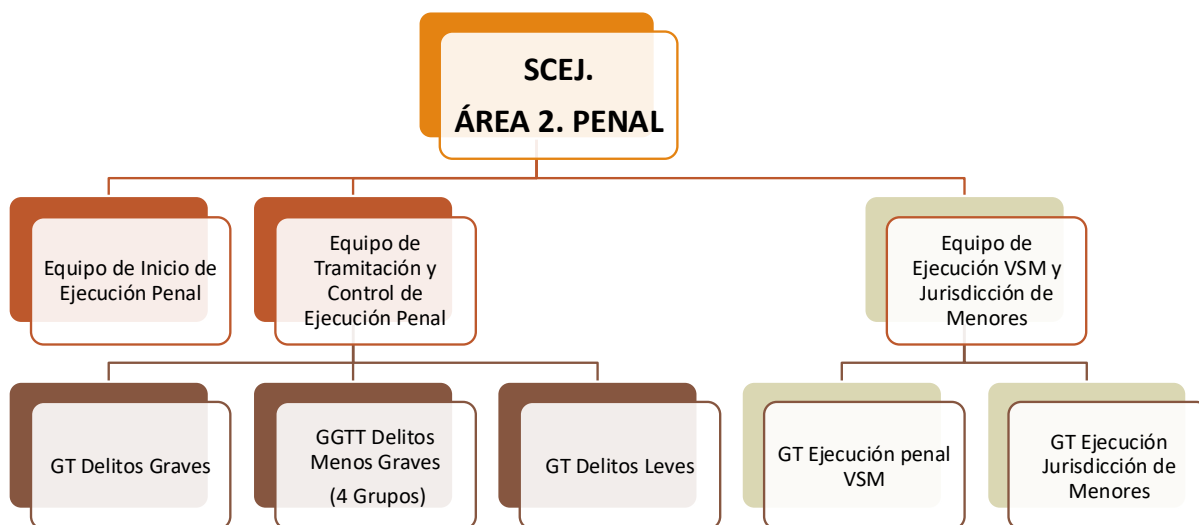 SCEJ.
ÁREA 2. PENAL
Equipo de Inicio de
Ejecución Penal
Equipo de
Tramitación y
Control de
Ejecución Penal
Equipo de
Ejecución VSM y
Jurisdicción de
Menores
GT Delitos Graves
GGTT Delitos
Menos Graves
(4 Grupos)
GT Delitos Leves
GT Ejecución penal
VSM
GT Ejecución
Jurisdicción de
Menores